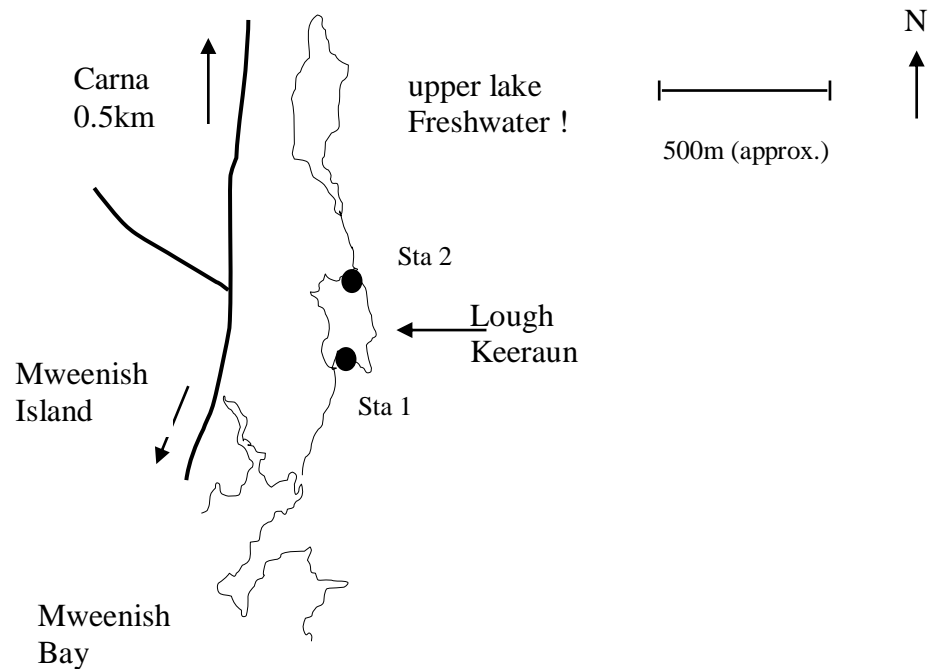 N
Carna
0.5km
upper lake
Freshwater !
500m (approx.)
Sta 2
Lough
Keeraun
Mweenish
Island
Sta 1
Mweenish
Bay